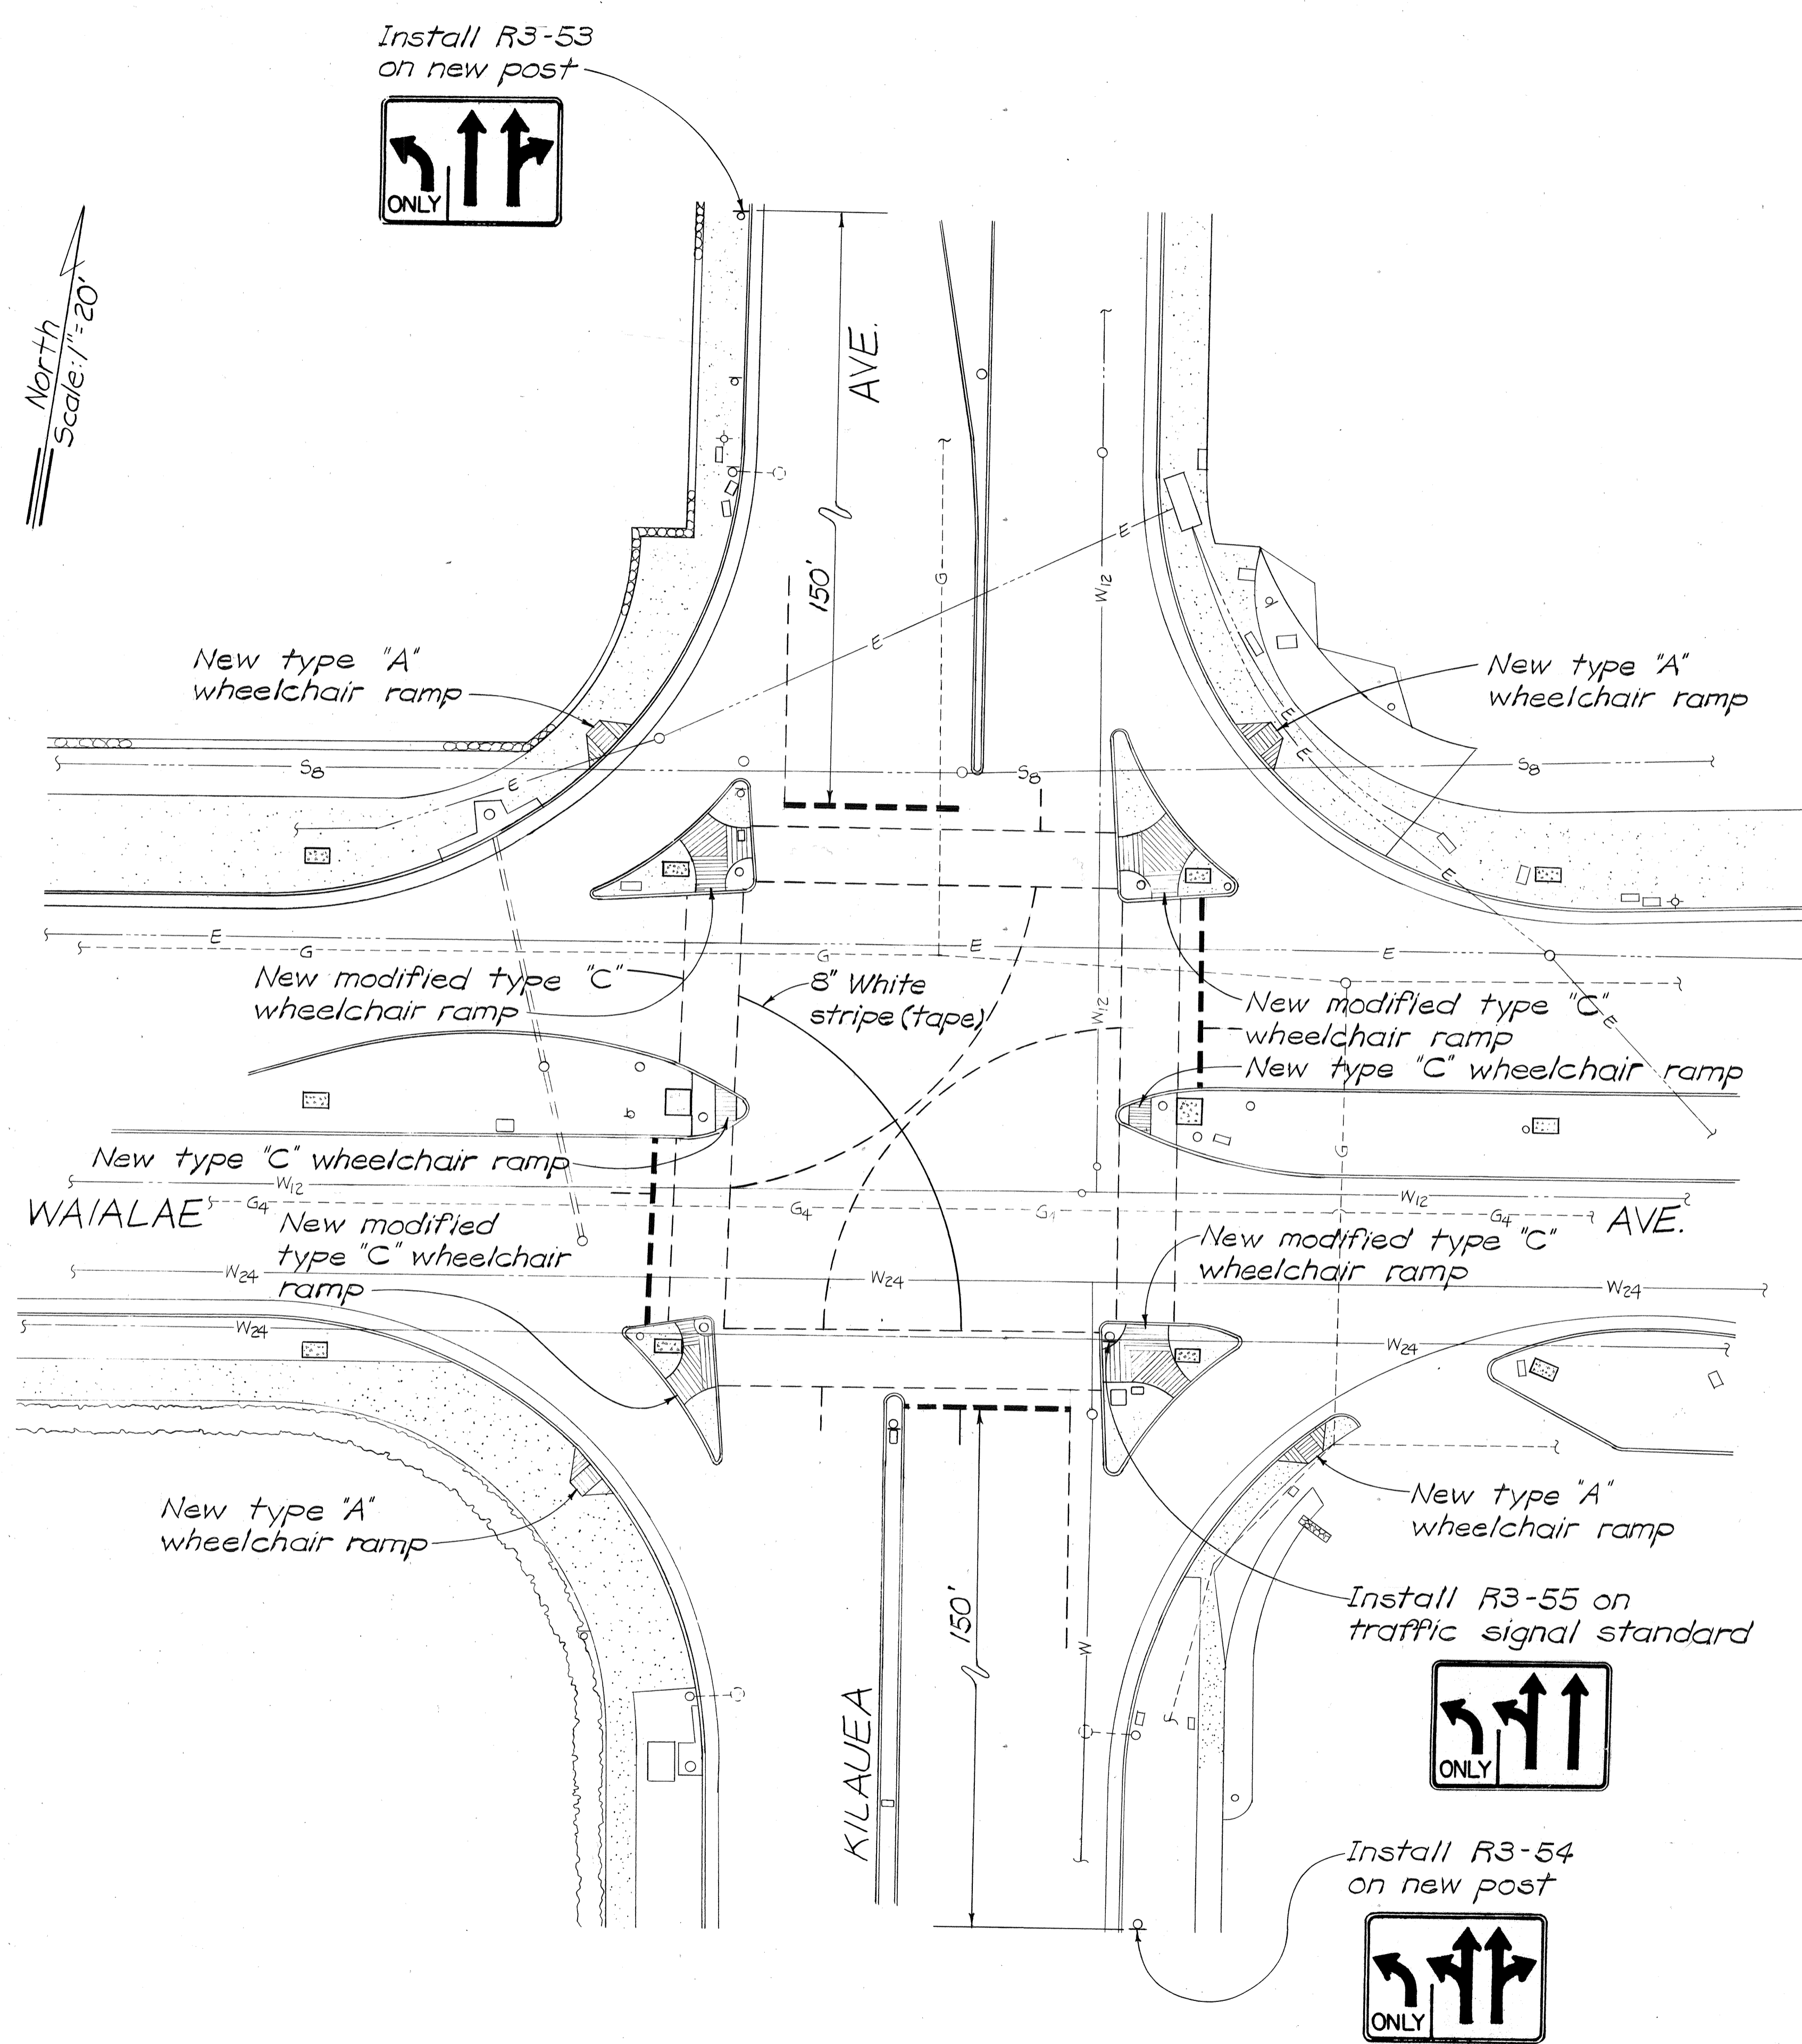 Install R3-53
on new post
ONLY
North
Scale: 1"=20'
AVE.
150'
E
G
W12
E
New type "A"
wheelchair ramp
New type "A"
wheelchair ramp
E
E
S8
S8
S8
E
E
E
G
G
E
E
New modified type "C"
wheelchair ramp
8" White
stripe (tape)
W12
New modified type "C"
wheelchair ramp
E
New type "C" wheelchair ramp
New type "C" wheelchair ramp
G
W12
W12
WAIALAE
G4
G4
G4
G4
AVE.
New modified
type "C" wheelchair
ramp
New modified type "C"
wheelchair ramp
W24
W24
W24
W24
W24
New type "A"
wheelchair ramp
New type "A"
wheelchair ramp
150'
W
Install R3-55 on
traffic signal standard
ONLY
KILAUEA
Install R3-54
on new post
ONLY